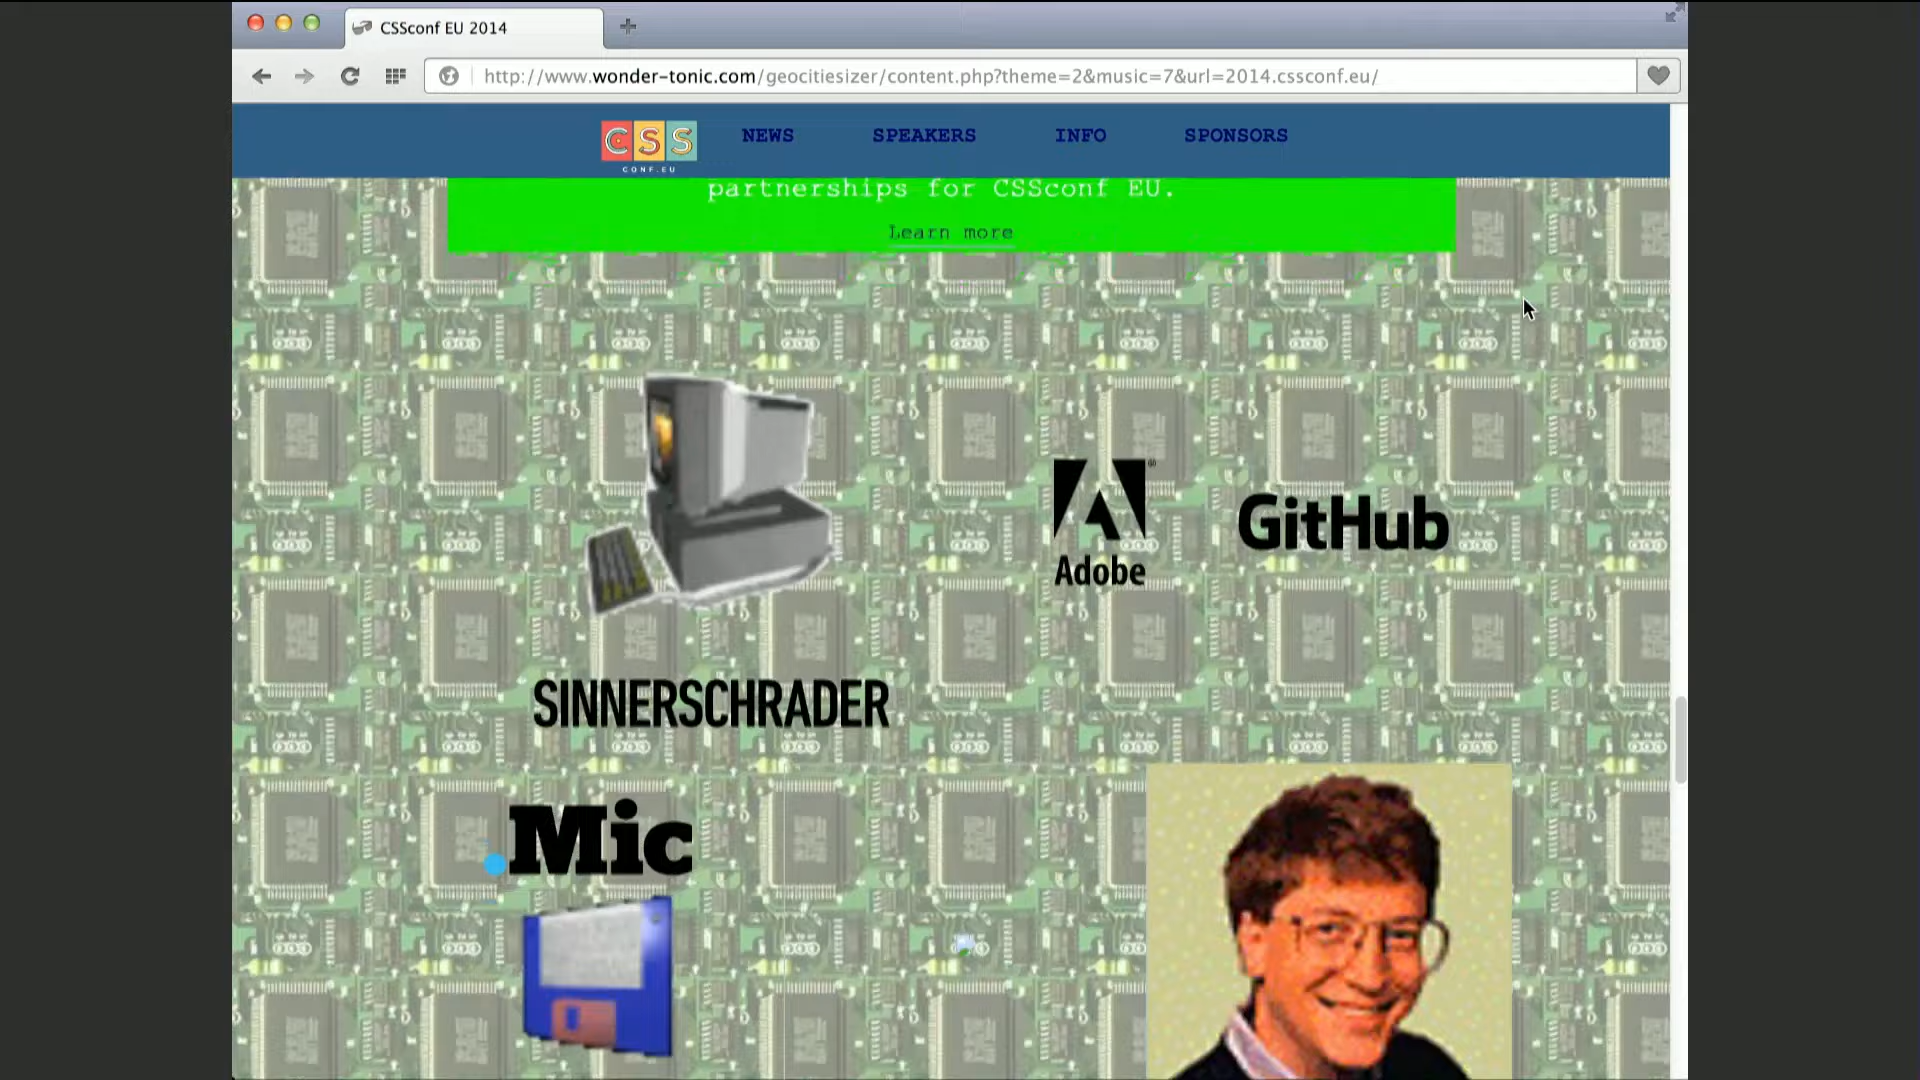 CSSconf EU 2014
http://www.wonder-tonic.com/geocitiesizer/content.php?theme=2&music=7&url=2014.cssconf.eu/
CSS
CONF.EU
NEWS
SPEAKERS
INFO
SPONSORS
partnerships for CSSconf EU.
Learn more
Adobe
GitHub
SINNERSCHRADER
.Mic